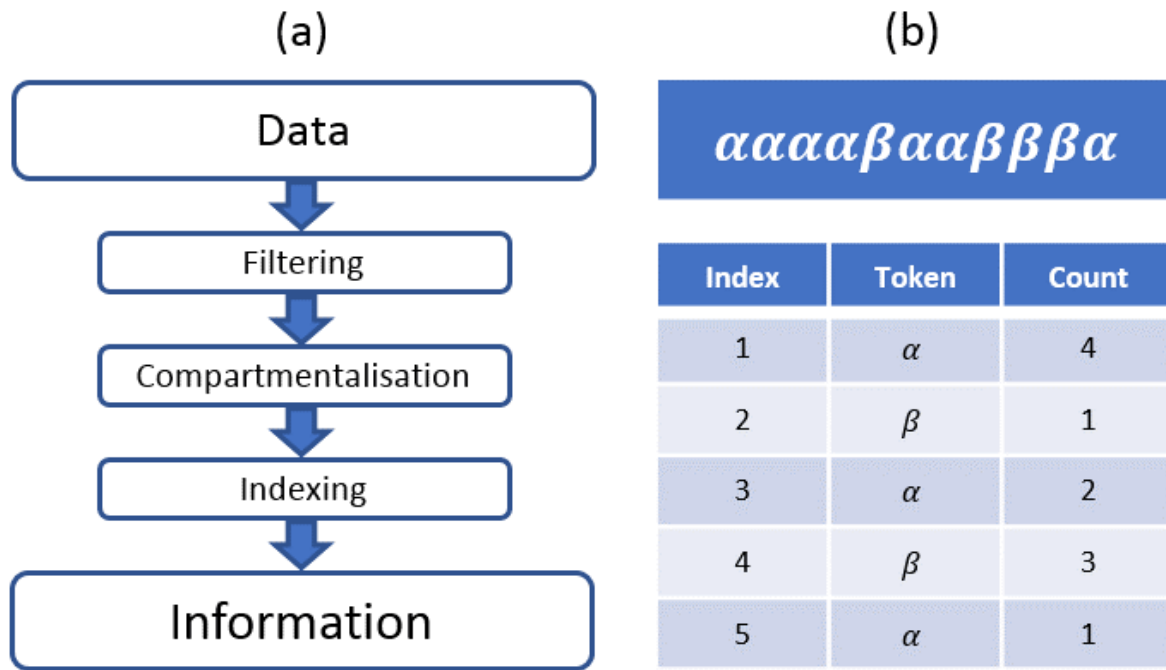 (a)
Data
Filtering
Compartmentalisation
Indexing
Information
(b)
ααααβααβββα
Index Token Count
1 α 4
2 β 1
3 α 2
4 β 3
5 α 1